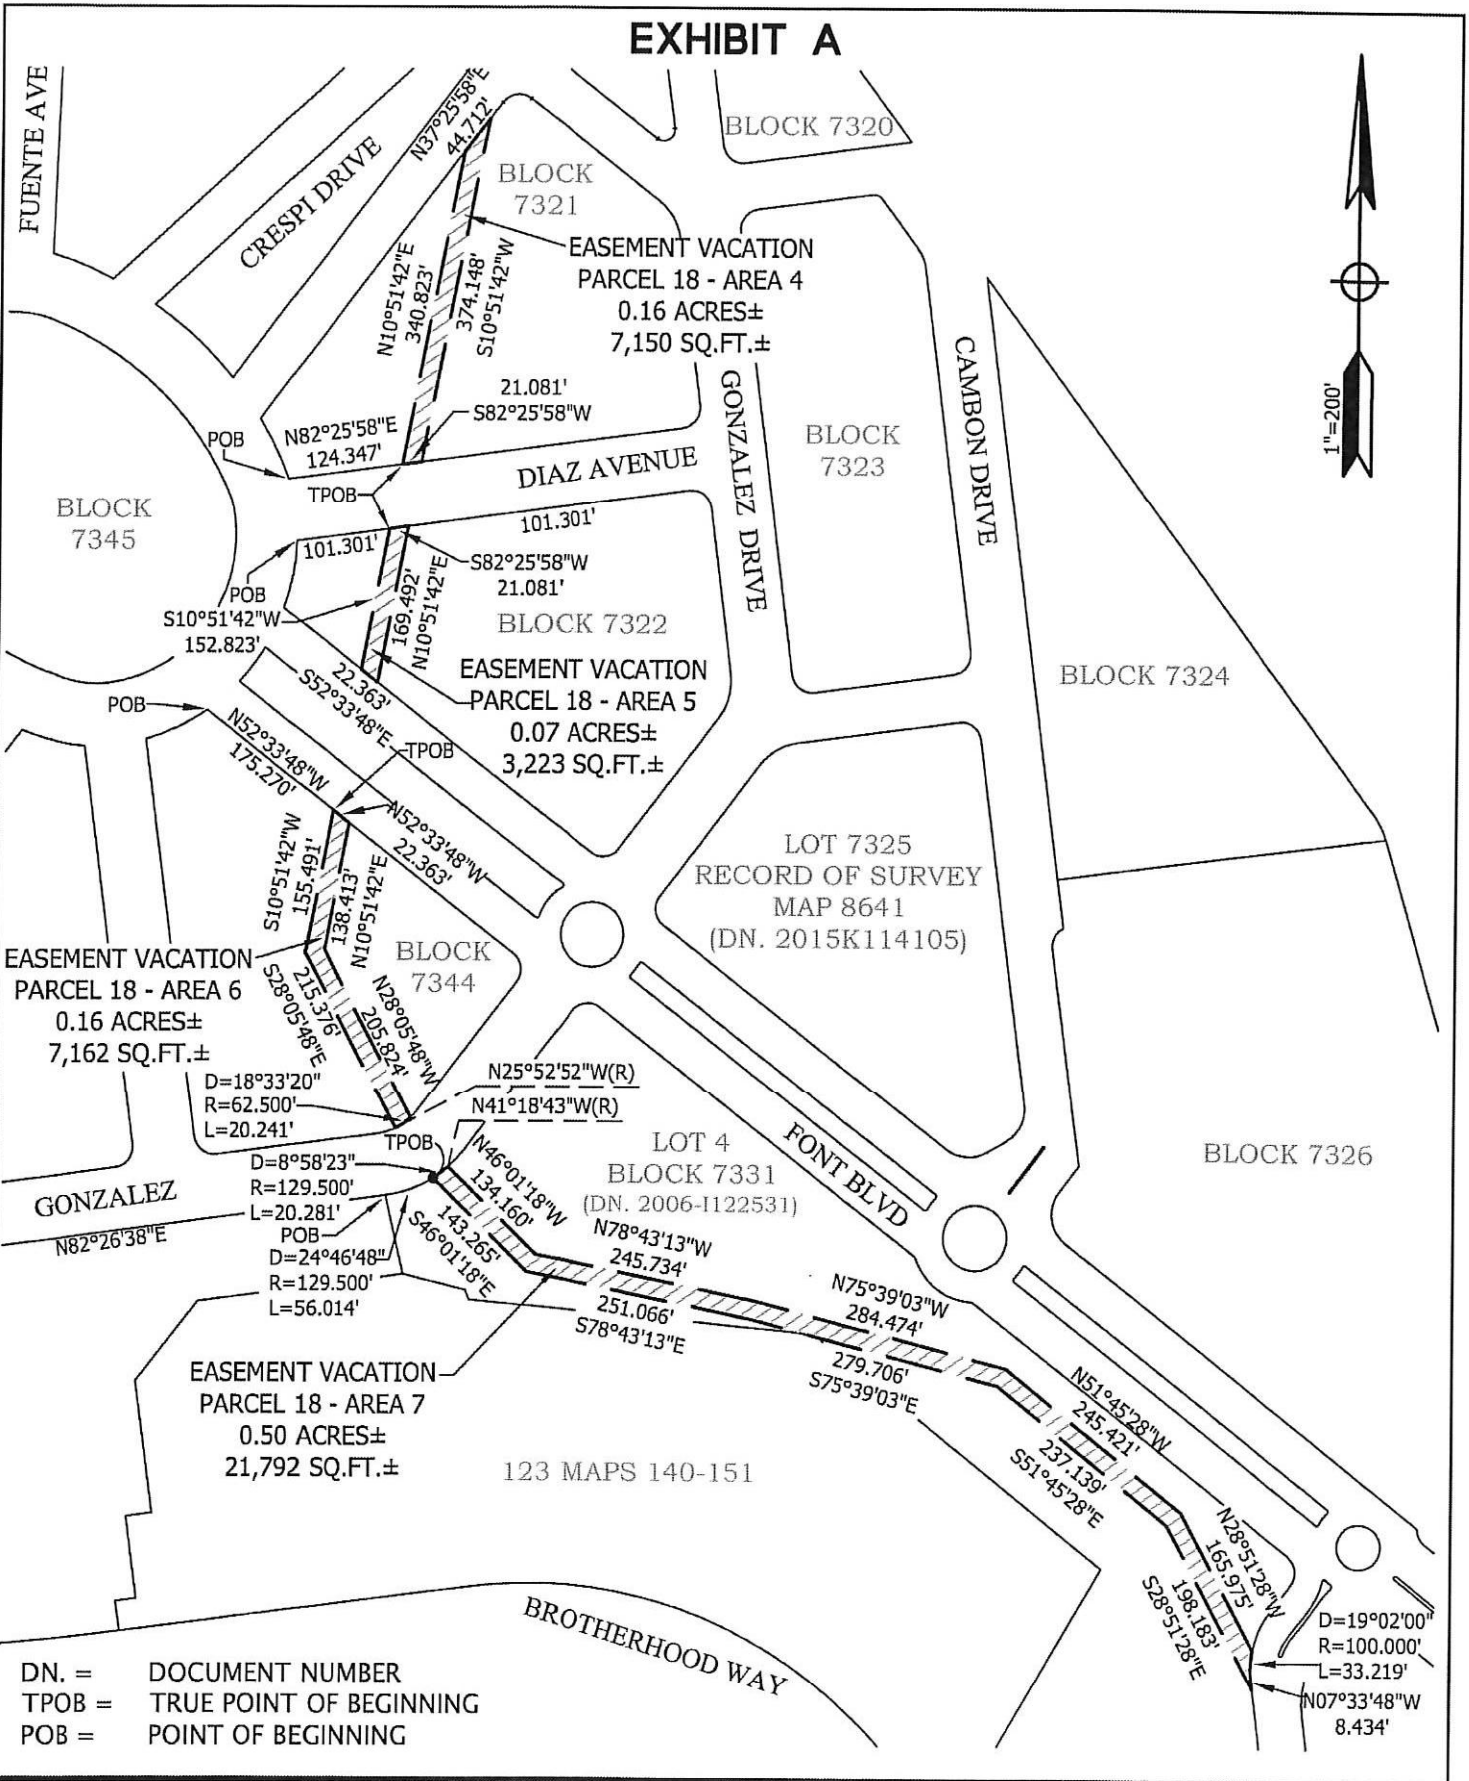 EXHIBIT A
FUENTE AVE
CRESPI DRIVE
N37°25'58"E
44.712'
BLOCK 7320
BLOCK
7321
EASEMENT VACATION
PARCEL 18 - AREA 4
0.16 ACRES±
7,150 SQ.FT.±
N10°51'42"E
340.823'
374.148'
S10°51'42"W
21.081'
S82°25'58"W
POB
N82°25'58"E
124.347'
TPOB
DIAZ AVENUE
GONZALEZ DRIVE
BLOCK
7323
CAMBON DRIVE
1"=200'
BLOCK
7345
101.301'
101.301'
S82°25'58"W
21.081'
POB
S10°51'42"W
152.823'
169.492'
N10°51'42"E
BLOCK 7322
EASEMENT VACATION
PARCEL 18 - AREA 5
0.07 ACRES±
3,223 SQ.FT.±
22.363'
S52°33'48"E
BLOCK 7324
POB
N52°33'48"W
175.270'
TPOB
N52°33'48"W
22.363'
S10°51'42"W
155.491'
138.413'
N10°51'42"E
LOT 7325
RECORD OF SURVEY
MAP 8641
(DN. 2015K114105)
BLOCK
7344
EASEMENT VACATION
PARCEL 18 - AREA 6
0.16 ACRES±
7,162 SQ.FT.±
S28°05'48"E
215.376'
N28°05'48"W
205.824'
D=18°33'20"
R=62.500'
L=20.241'
N25°52'52"W(R)
N41°18'43"W(R)
TPOB
LOT 4
BLOCK 7331
(DN. 2006-I122531)
FONT BLVD
BLOCK 7326
D=8°58'23"
R=129.500'
L=20.281'
GONZALEZ
N82°26'38"E
POB
D=24°46'48"
R=129.500'
L=56.014'
N46°01'18"W
134.160'
143.265'
S46°01'18"E
N78°43'13"W
245.734'
251.066'
S78°43'13"E
N75°39'03"W
284.474'
279.706'
S75°39'03"E
EASEMENT VACATION
PARCEL 18 - AREA 7
0.50 ACRES±
21,792 SQ.FT.±
123 MAPS 140-151
N51°45'28"W
245.421'
237.139'
S51°45'28"E
N28°51'28"W
165.975'
198.183'
S28°51'28"E
D=19°02'00"
R=100.000'
L=33.219'
N07°33'48"W
8.434'
BROTHERHOOD WAY
DN. = DOCUMENT NUMBER
TPOB = TRUE POINT OF BEGINNING
POB = POINT OF BEGINNING